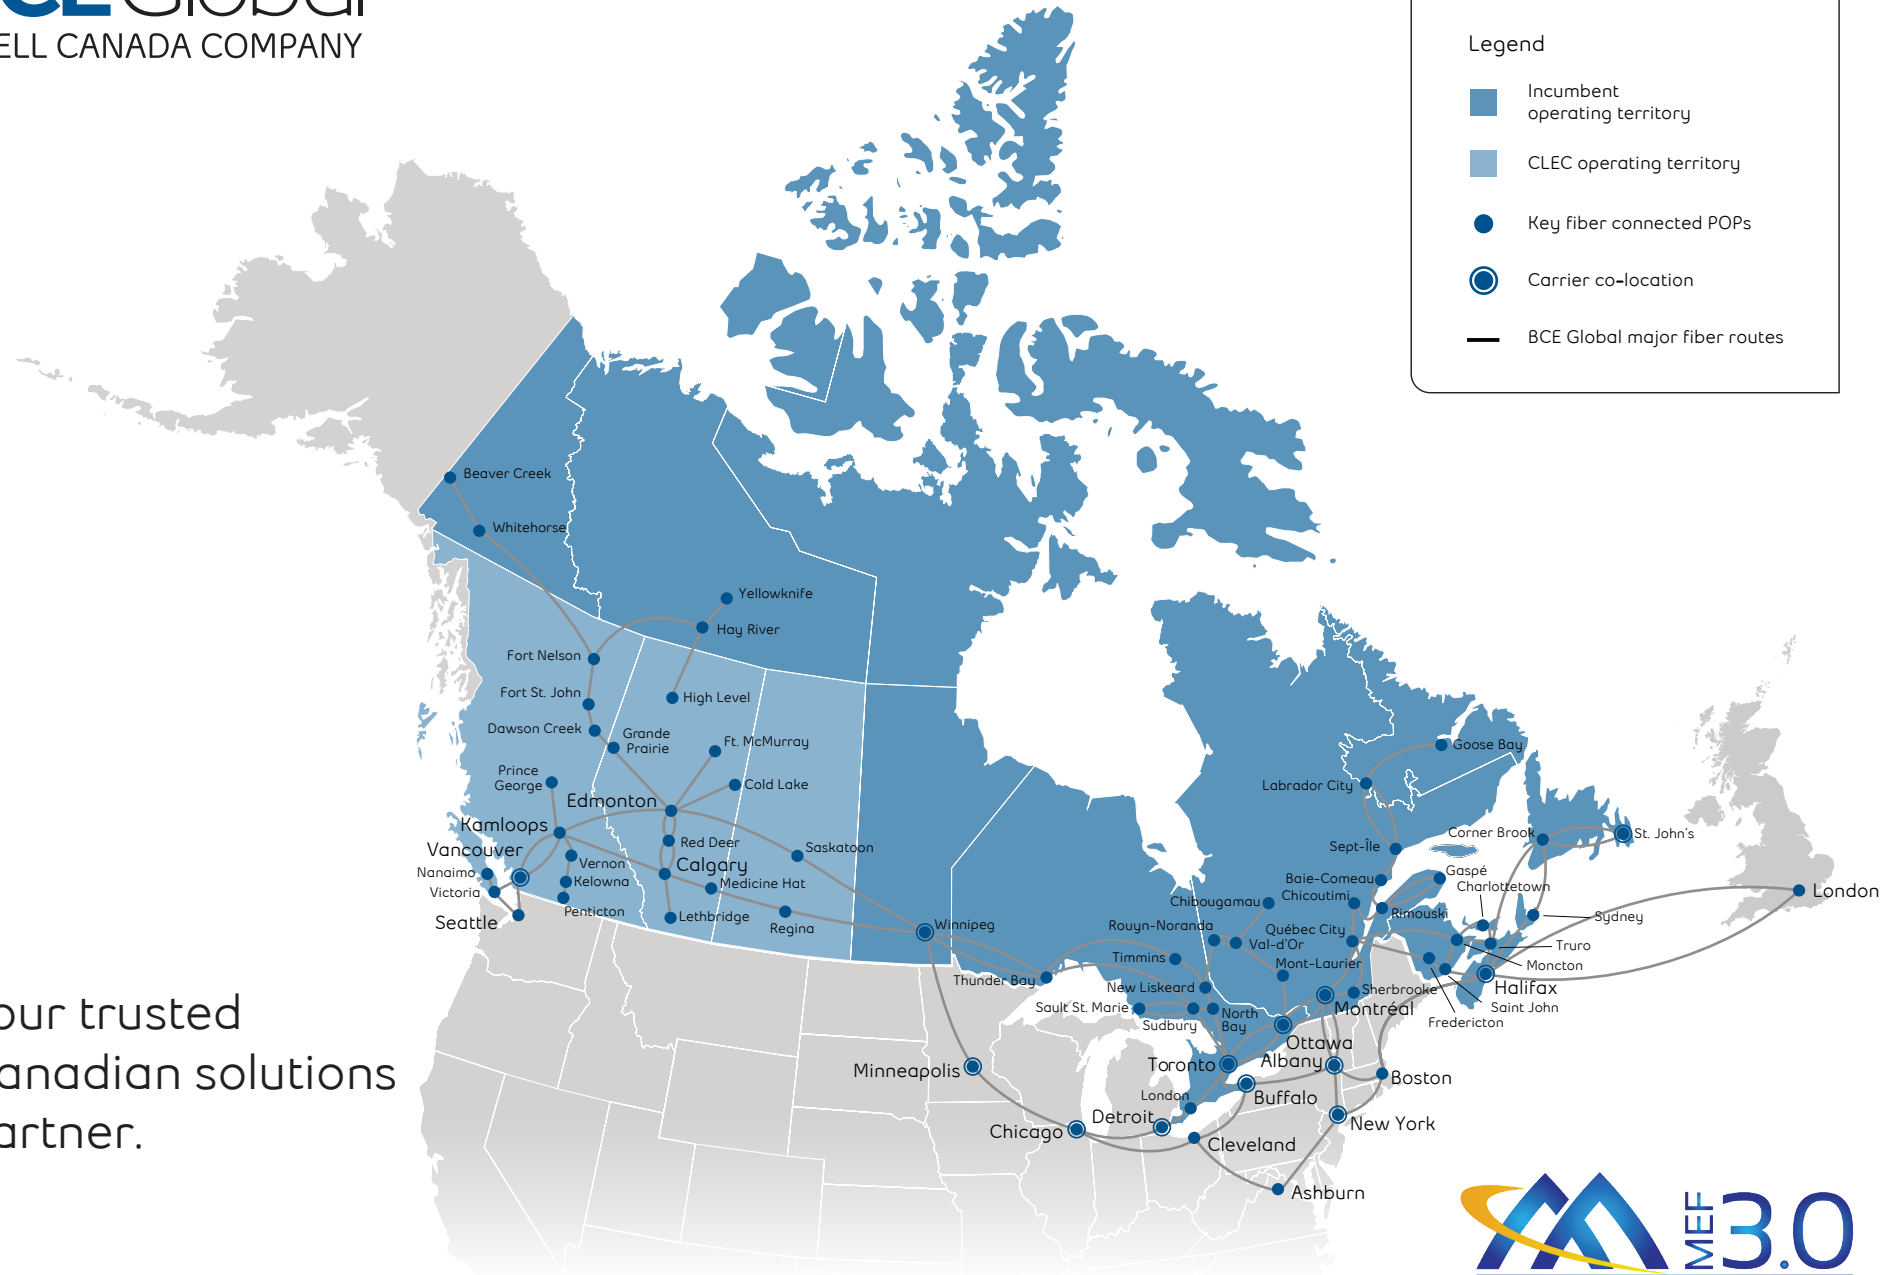 CE Global
ELL CANADA COMPANY
Legend
Incumbent
operating territory
CLEC operating territory
Key fiber connected POPs
Carrier co-location
BCE Global major fiber routes
Beaver Creek
Whitehorse
Yellowknife
Hay River
Fort Nelson
Fort St. John
High Level
Dawson Creek
Grande
Prairie
Ft. McMurray
Prince
George
Cold Lake
Edmonton
Kamloops
Red Deer
Vancouver
Saskatoon
Vernon
Calgary
Nanaimo
Kelowna
Medicine Hat
Victoria
Penticton
Lethbridge
Regina
Seattle
Winnipeg
Thunder Bay
Goose Bay
Labrador City
Corner Brook
St. John's
Sept-Île
Gaspé
Baie-Comeau
Charlottetown
Chicoutimi
Chibougamau
London
Rimouski
Sydney
Rouyn-Noranda
Québec City
Val-d'Or
Truro
Timmins
Mont-Laurier
Moncton
New Liskeard
Sherbrooke
Halifax
Sault St. Marie
Montréal
Saint John
Sudbury
North
Bay
Fredericton
Ottawa
Toronto
Albany
Minneapolis
Boston
London
Buffalo
Detroit
New York
Chicago
Cleveland
Ashburn
our trusted
anadian solutions
artner.
MEF 3.0